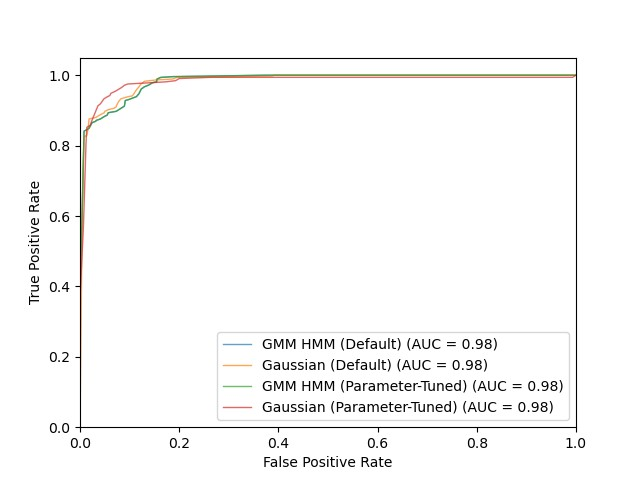 1.0
0.8
0.6
0.4
0.2
0.0
True Positive Rate
GMM HMM (Default) (AUC = 0.98)
Gaussian (Default) (AUC = 0.98)
GMM HMM (Parameter-Tuned) (AUC = 0.98)
Gaussian (Parameter-Tuned) (AUC = 0.98)
0.0 0.2 0.4 0.6 0.8 1.0
False Positive Rate